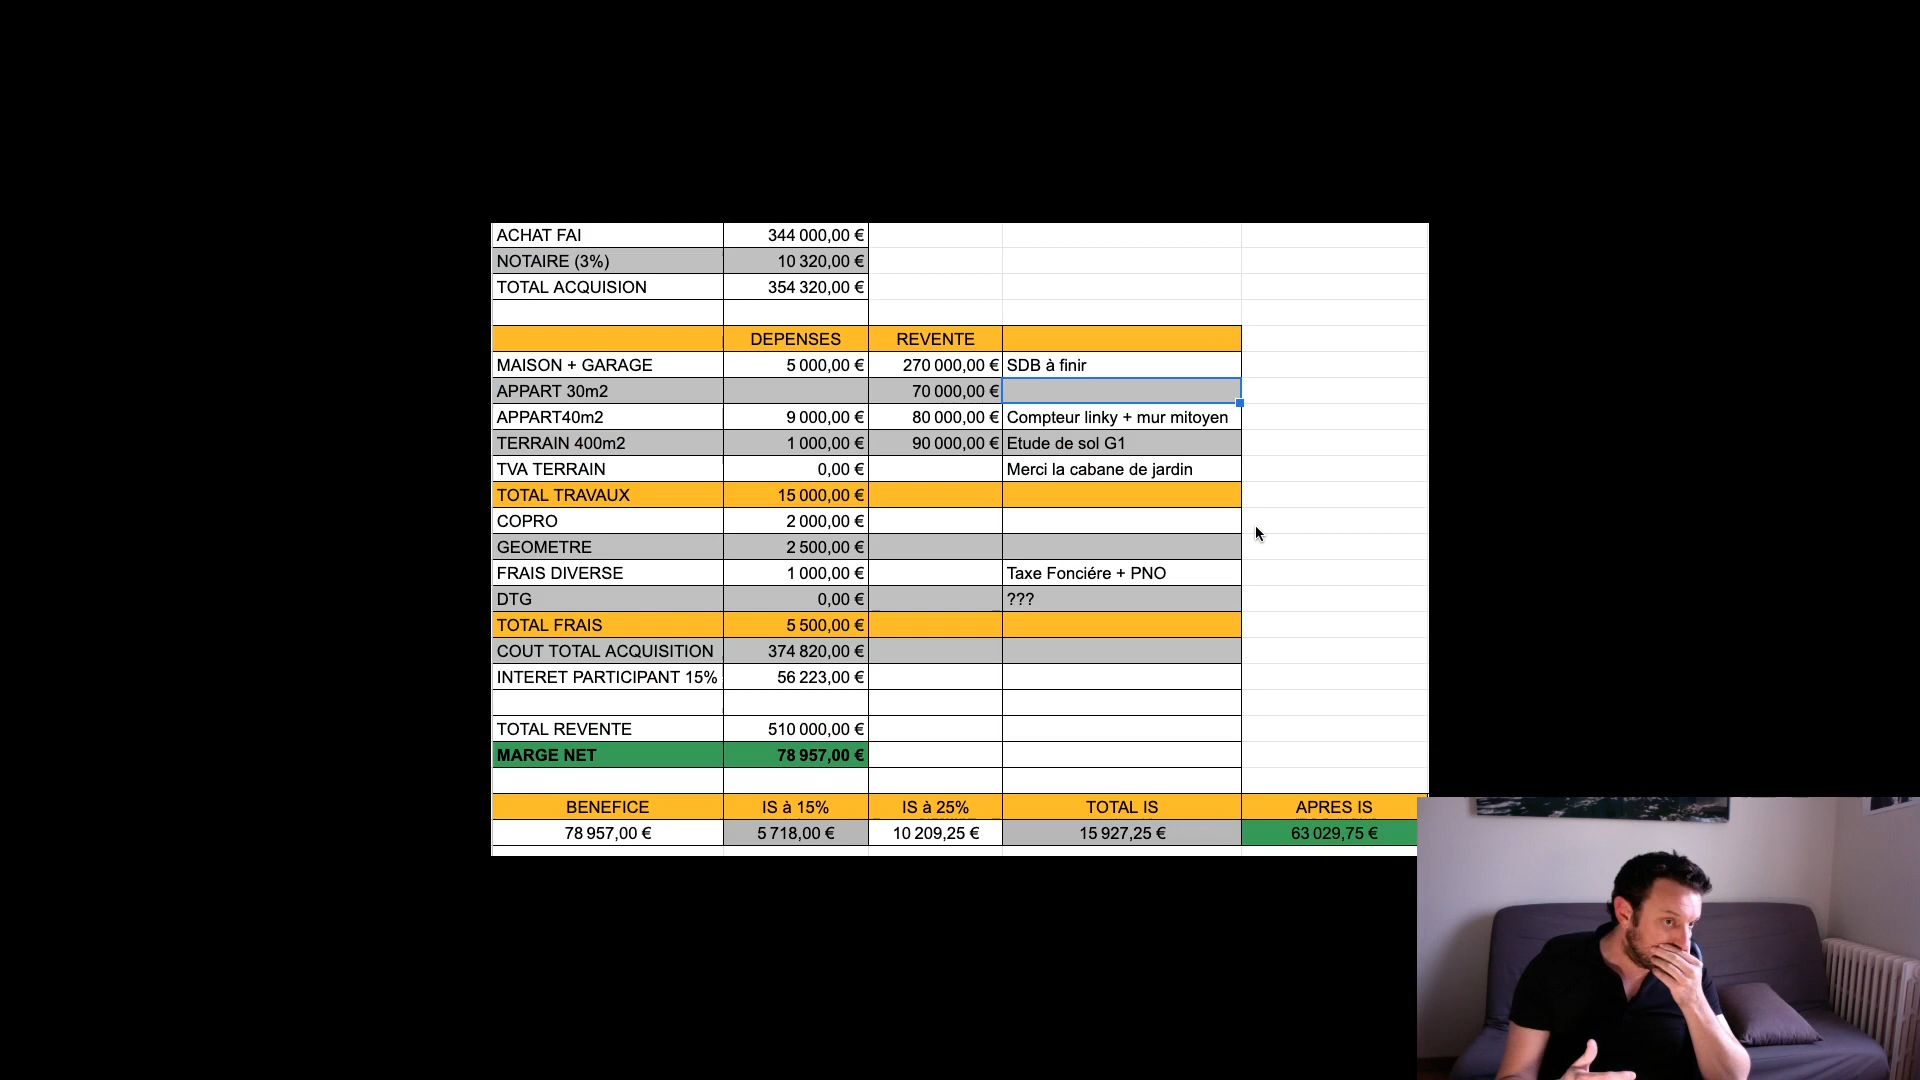 ACHAT FAI 344 000,00 €
NOTAIRE (3%) 10 320,00 €
TOTAL ACQUISION 354 320,00 €
DEPENSES REVENTE
MAISON + GARAGE 5 000,00 € 270 000,00 € SDB à finir
APPART 30m2 70 000,00 €
APPART40m2 9 000,00 € 80 000,00 € Compteur linky + mur mitoyen
TERRAIN 400m2 1 000,00 € 90 000,00 € Etude de sol G1
TVA TERRAIN 0,00 € Merci la cabane de jardin
TOTAL TRAVAUX 15 000,00 €
COPRO 2 000,00 €
GEOMETRE 2 500,00 €
FRAIS DIVERSE 1 000,00 € Taxe Fonciére + PNO
DTG 0,00 € ???
TOTAL FRAIS 5 500,00 €
COUT TOTAL ACQUISITION 374 820,00 €
INTERET PARTICIPANT 15% 56 223,00 €
TOTAL REVENTE 510 000,00 €
MARGE NET 78 957,00 €
BENEFICE IS à 15% IS à 25% TOTAL IS APRES IS
78 957,00 € 5 718,00 € 10 209,25 € 15 927,25 € 63 029,75 €